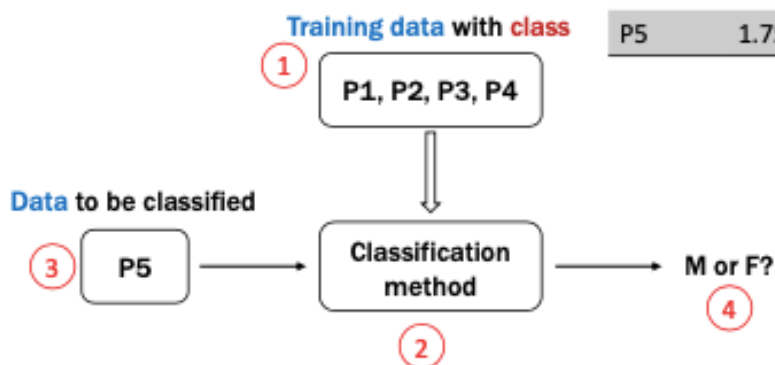 Training data with class
P5
1
P1, P2, P3, P4
Data to be classified
3
P5
Classification
method
M or F?
4
2